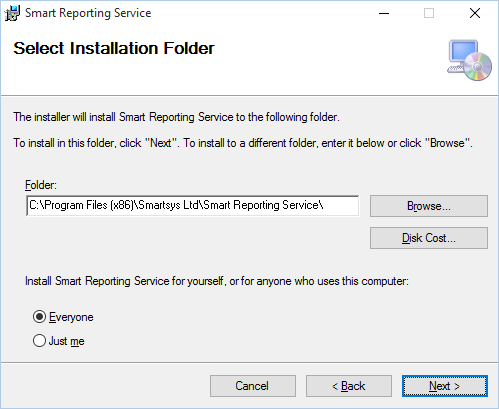 Smart Reporting Service
Select Installation Folder
The installer will install Smart Reporting Service to the following folder.
To install in this folder, click "Next". To install to a different folder, enter it below or click "Browse".
Folder:
C:\Program Files (x86)\Smartsys Ltd\Smart Reporting Service\
Browse...
Disk Cost...
Install Smart Reporting Service for yourself, or for anyone who uses this computer:
Everyone
Just me
Cancel
< Back
Next >